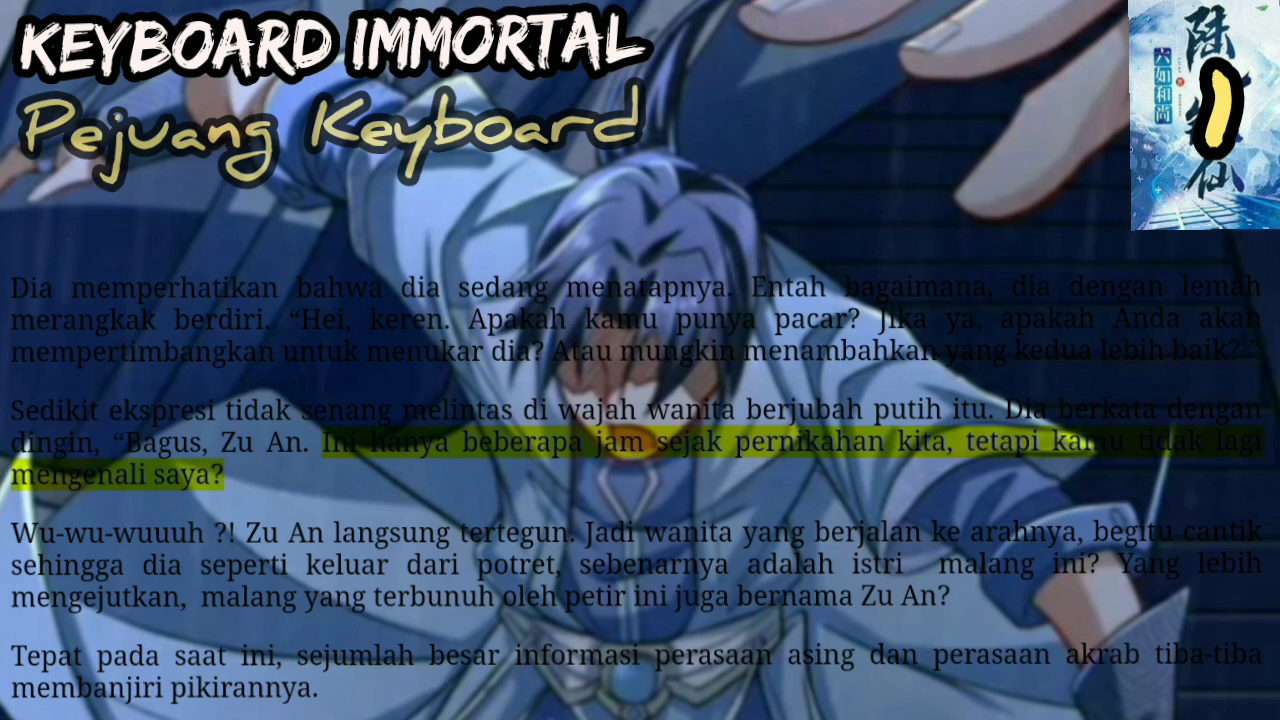 KEYBOARD IMMORTAL
Pejuang Keyboard
陆
仙
六如和尚
Dia memperhatikan bahwa dia sedang menatapnya. Entah bagaimana, dia dengan lemah
merangkak berdiri. “Hei, keren. Apakah kamu punya pacar? Jika ya, apakah Anda akan
mempertimbangkan untuk menukar dia? Atau mungkin menambahkan yang kedua lebih baik? ”
Sedikit ekspresi tidak senang melintas di wajah wanita berjubah putih itu. Dia berkata dengan
dingin, “Bagus, Zu An. Ini hanya beberapa jam sejak pernikahan kita, tetapi kamu tidak lagi
mengenali saya?
Wu-wu-wuuuh ?! Zu An langsung tertegun. Jadi wanita yang berjalan ke arahnya, begitu cantik
sehingga dia seperti keluar dari potret, sebenarnya adalah istri malang ini? Yang lebih
mengejutkan, malang yang terbunuh oleh petir ini juga bernama Zu An?
Tepat pada saat ini, sejumlah besar informasi perasaan asing dan perasaan akrab tiba-tiba
membanjiri pikirannya.